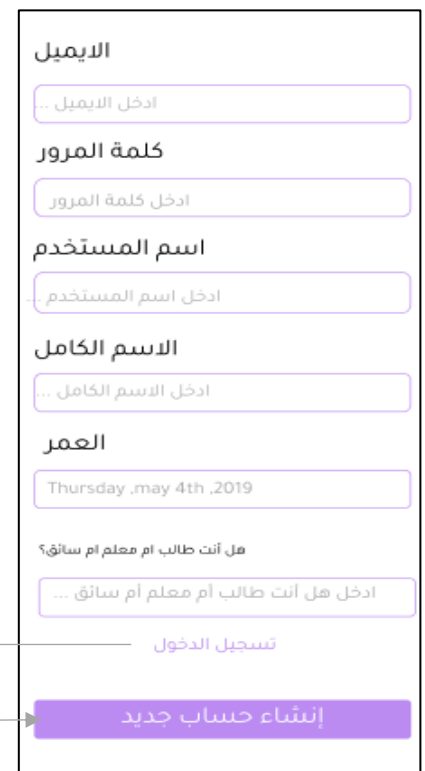 الايميل
ادخل الايميل ...
كلمة المرور
ادخل كلمة المرور
اسم المستخدم
ادخل اسم المستخدم ...
الاسم الكامل
ادخل الاسم الكامل ...
العمر
Thursday ,may 4th ,2019
هل أنت طالب ام معلم ام سائق؟
ادخل هل أنت طالب أم معلم أم سائق ...
تسجيل الدخول
إنشاء حساب جديد